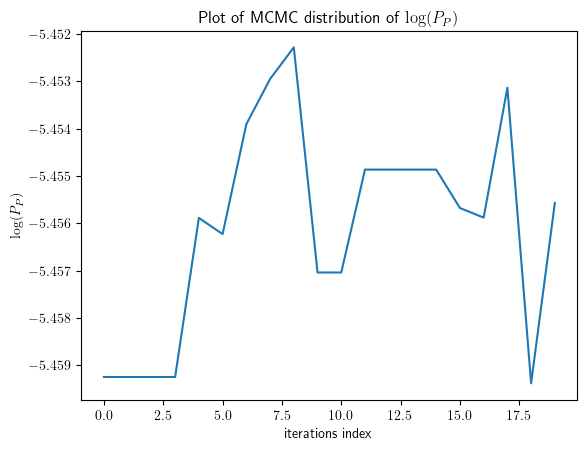 Plot of MCMC distribution of log(P_P)
−5.452
−5.453
−5.454
−5.455
−5.456
−5.457
−5.458
−5.459
log(P_P)
0.0 2.5 5.0 7.5 10.0 12.5 15.0 17.5
iterations index